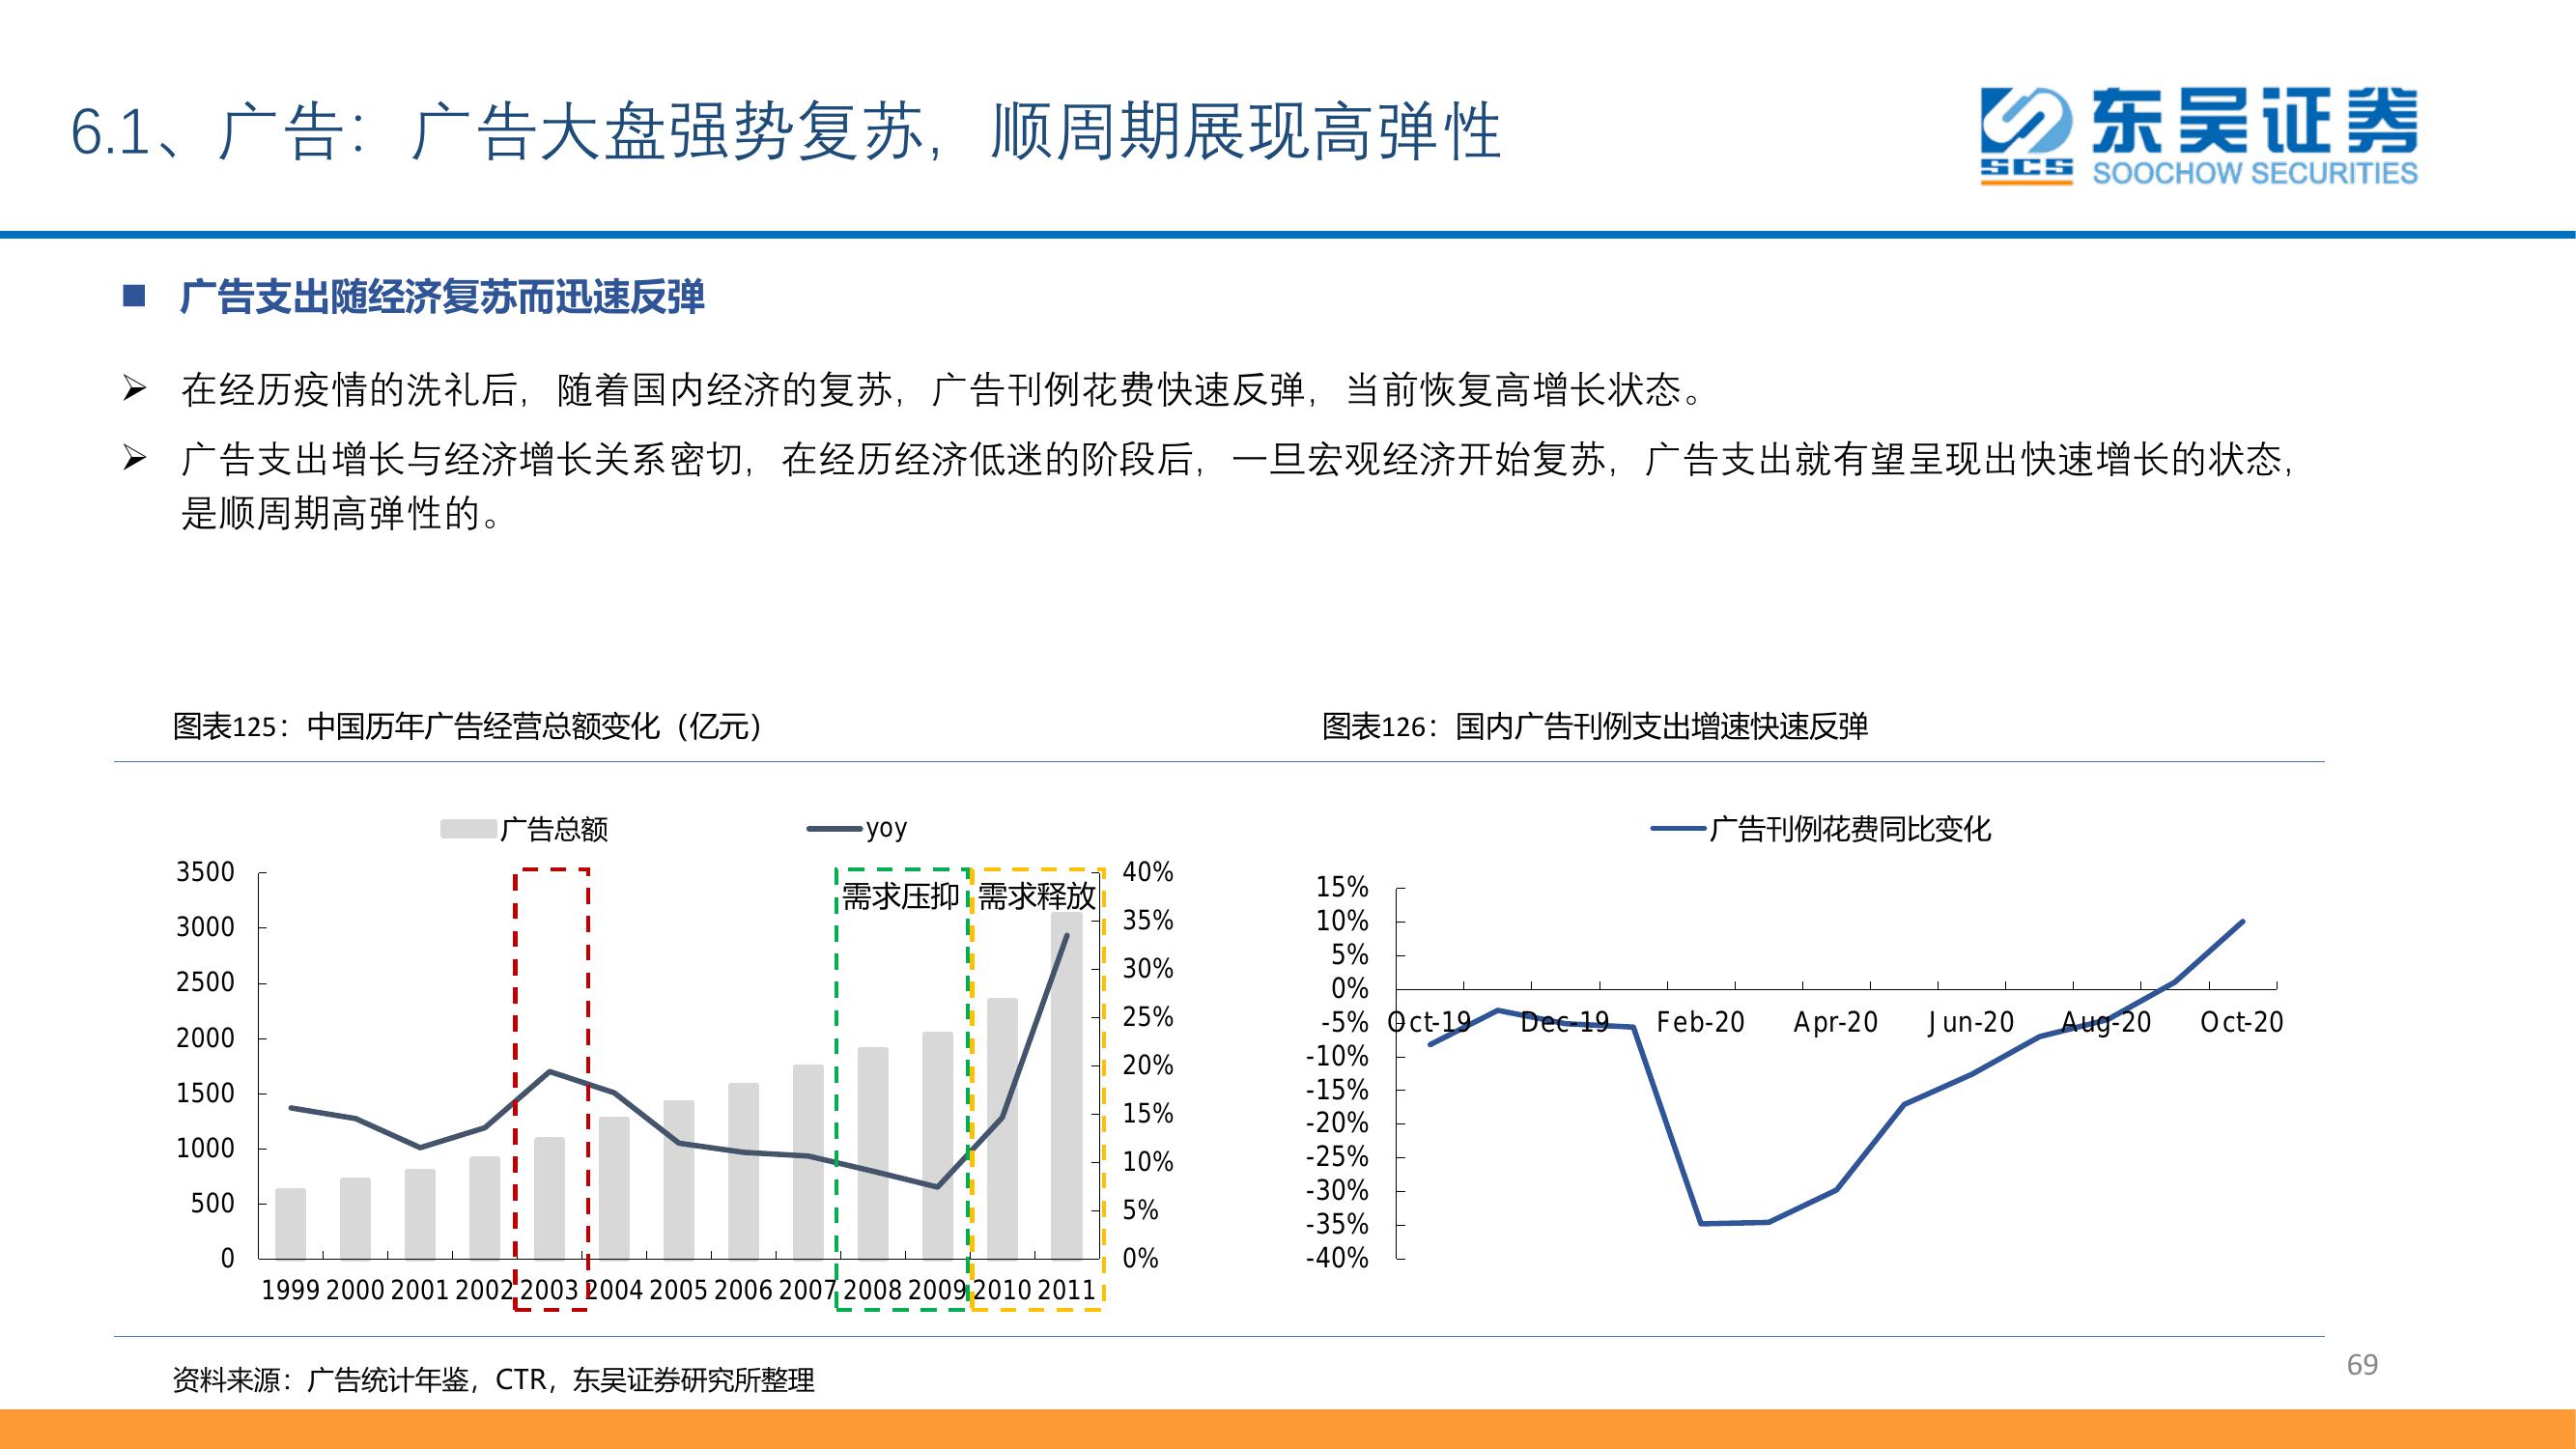 6.1、广告：广告大盘强势复苏，顺周期展现高弹性
SCS
东吴证券
SOOCHOW SECURITIES
■ 广告支出随经济复苏而迅速反弹
➢ 在经历疫情的洗礼后，随着国内经济的复苏，广告刊例花费快速反弹，当前恢复高增长状态。
➢ 广告支出增长与经济增长关系密切，在经历经济低迷的阶段后，一旦宏观经济开始复苏，广告支出就有望呈现出快速增长的状态，
是顺周期高弹性的。
图表125：中国历年广告经营总额变化（亿元）
广告总额 yoy
3500
3000
2500
2000
1500
1000
500
0
40%
35%
30%
25%
20%
15%
10%
5%
0%
需求压抑 需求释放
1999 2000 2001 2002 2003 2004 2005 2006 2007 2008 2009 2010 2011
图表126：国内广告刊例支出增速快速反弹
广告刊例花费同比变化
15%
10%
5%
0%
-5%
-10%
-15%
-20%
-25%
-30%
-35%
-40%
Oct-19 Dec-19 Feb-20 Apr-20 Jun-20 Aug-20 Oct-20
资料来源：广告统计年鉴，CTR，东吴证券研究所整理
69